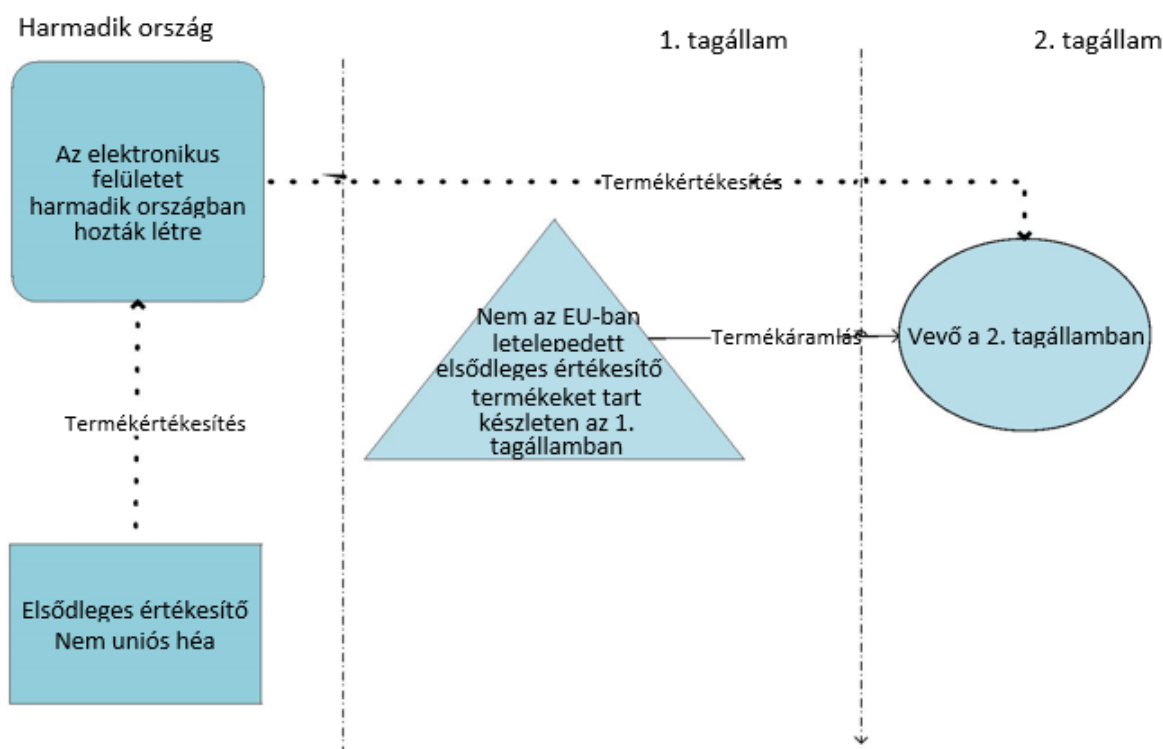 Harmadik ország
1. tagállam
2. tagállam
Az elektronikus
felületet
harmadik országban
hozták létre
Termékértékesítés
Nem az EU-ban
letelepedett
elsődleges értékesítő
termékeket tart
készleten az 1.
tagállamban
Termékáramlás
Vevő a 2. tagállamban
Termékértékesítés
Elsődleges értékesítő
Nem uniós héa